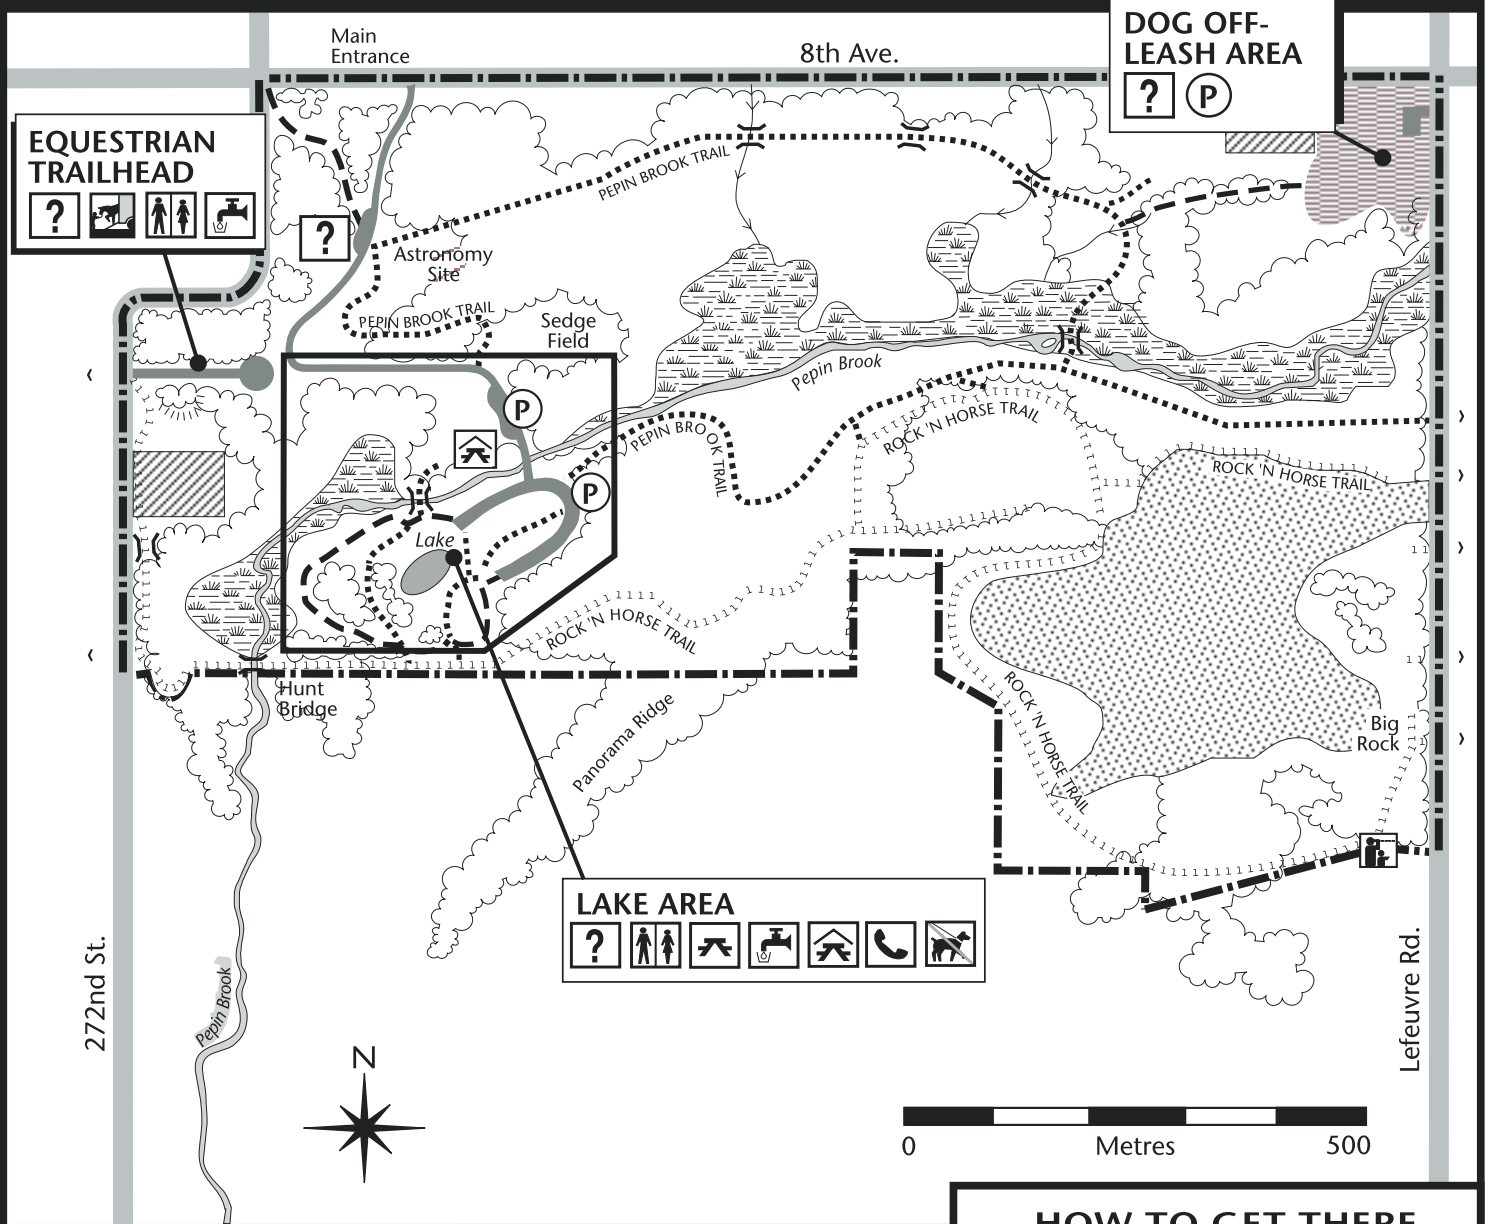 Main
Entrance
8th Ave.
DOG OFF-
LEASH AREA
?
P
EQUESTRIAN
TRAILHEAD
?
?
PEPIN BROOK TRAIL
Astronomy
Site
PEPIN BROOK TRAIL
Sedge
Field
Pepin Brook
P
PEPIN BROOK TRAIL
ROCK 'N HORSE TRAIL
ROCK 'N HORSE TRAIL
P
Lake
ROCK 'N HORSE TRAIL
ROCK 'N HORSE TRAIL
Hunt
Bridge
Panorama Ridge
Big
Rock
LAKE AREA
?
272nd St.
Pepin Brook
Lefeuvre Rd.
N
0
Metres
500
HOW TO GET THERE